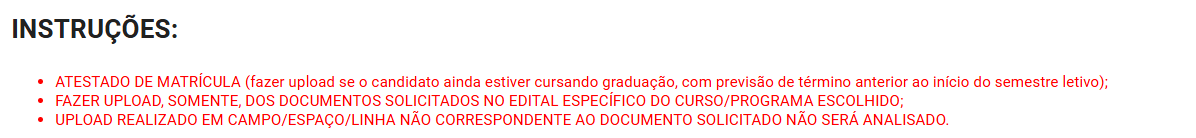 INSTRUÇÕES:
• ATESTADO DE MATRÍCULA (fazer upload se o candidato ainda estiver cursando graduação, com previsão de término anterior ao início do semestre letivo);
• FAZER UPLOAD, SOMENTE, DOS DOCUMENTOS SOLICITADOS NO EDITAL ESPECÍFICO DO CURSO/PROGRAMA ESCOLHIDO;
• UPLOAD REALIZADO EM CAMPO/ESPAÇO/LINHA NÃO CORRESPONDENTE AO DOCUMENTO SOLICITADO NÃO SERÁ ANALISADO.